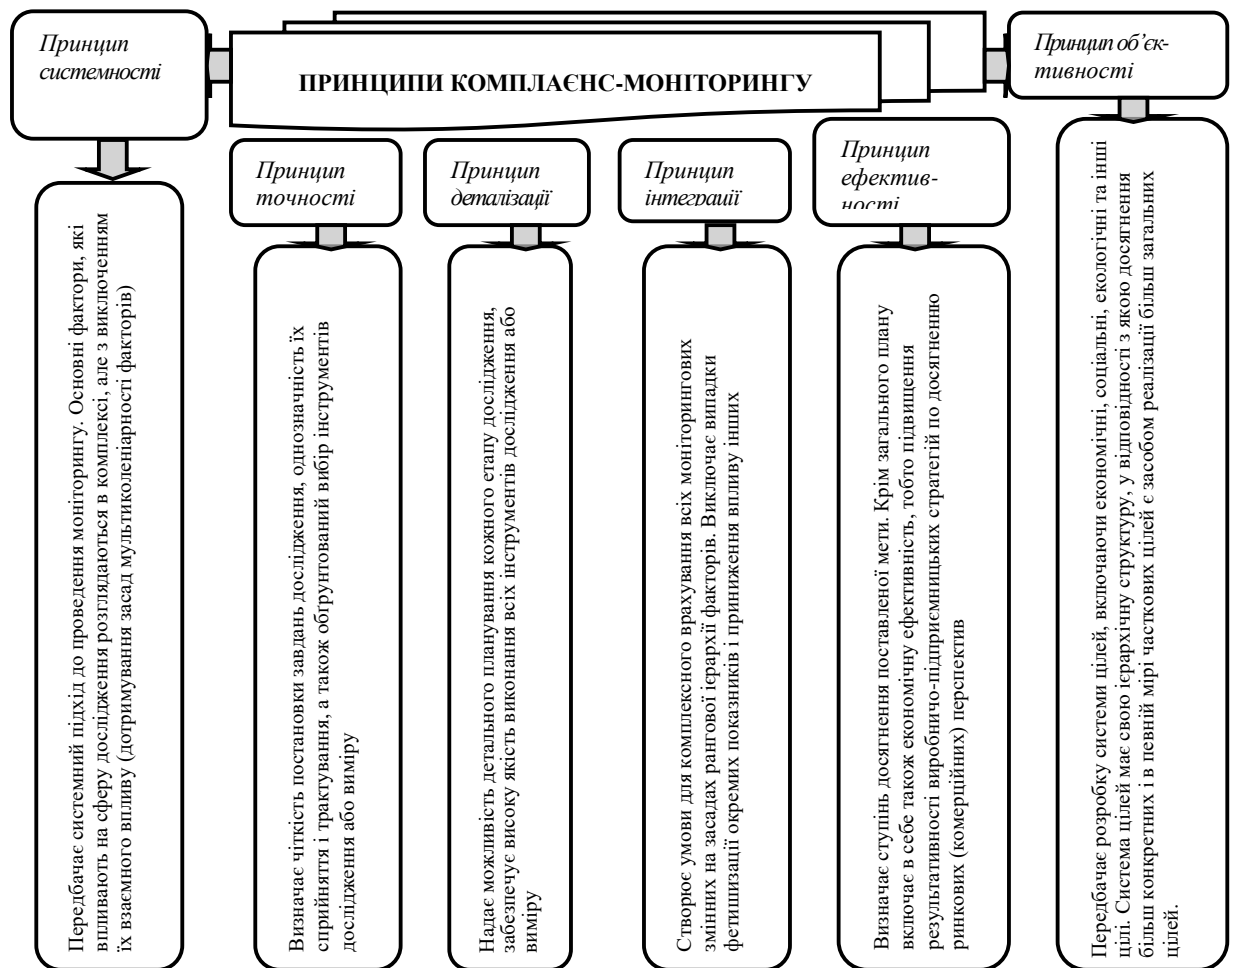 Принцип
системності
ПРИНЦИПИ КОМПЛАЄНС-МОНІТОРИНГУ
Принцип об’єк-
тивності
Принцип
точності
Принцип
деталізації
Принцип
інтеграції
Принцип
ефектив-
ності
Передбачає системний підхід до проведення моніторингу. Основні фактори, які
впливають на сферу дослідження розглядаються в комплексі, але з виключенням
їх взаємного впливу (дотримування засад мультиколеніарності факторів)
Визначає чіткість постановки завдань дослідження, однозначність їх
сприйняття і трактування, а також обґрунтований вибір інструментів
дослідження або виміру
Надає можливість детального планування кожного етапу дослідження,
забезпечує високу якість виконання всіх інструментів дослідження або
виміру
Створює умови для комплексного врахування всіх моніторингових
змінних на засадах рангової ієрархії факторів. Виключає випадки
фетишизації окремих показників і приниження впливу інших
Визначає ступінь досягнення поставленої мети. Крім загального плану
включає в себе також економічну ефективність, тобто підвищення
результативності виробничо-підприємницьких стратегій по досягненню
ринкових (комерційних) перспектив
Передбачає розробку системи цілей, включаючи економічні, соціальні, екологічні та інші
цілі. Система цілей має свою ієрархічну структуру, у відповідності з якою досягнення
більш конкретних і в певній мірі часткових цілей є засобом реалізації більш загальних
цілей.